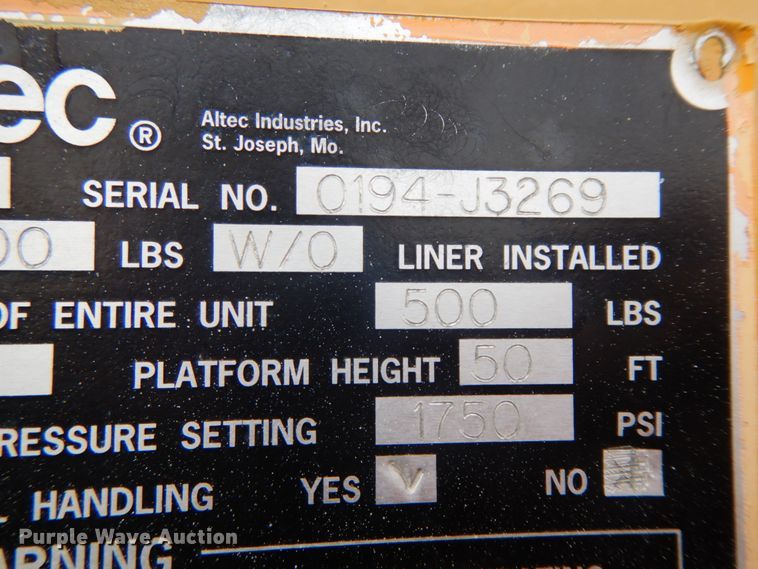 ec®
Altec Industries, Inc.
St. Joseph, Mo.
SERIAL NO. 0194-J3269
00 LBS W/O LINER INSTALLED
OF ENTIRE UNIT 500 LBS
PLATFORM HEIGHT 50 FT
RESSURE SETTING 1750 PSI
L HANDLING YES V NO
Purple Wave Auction
ARNING